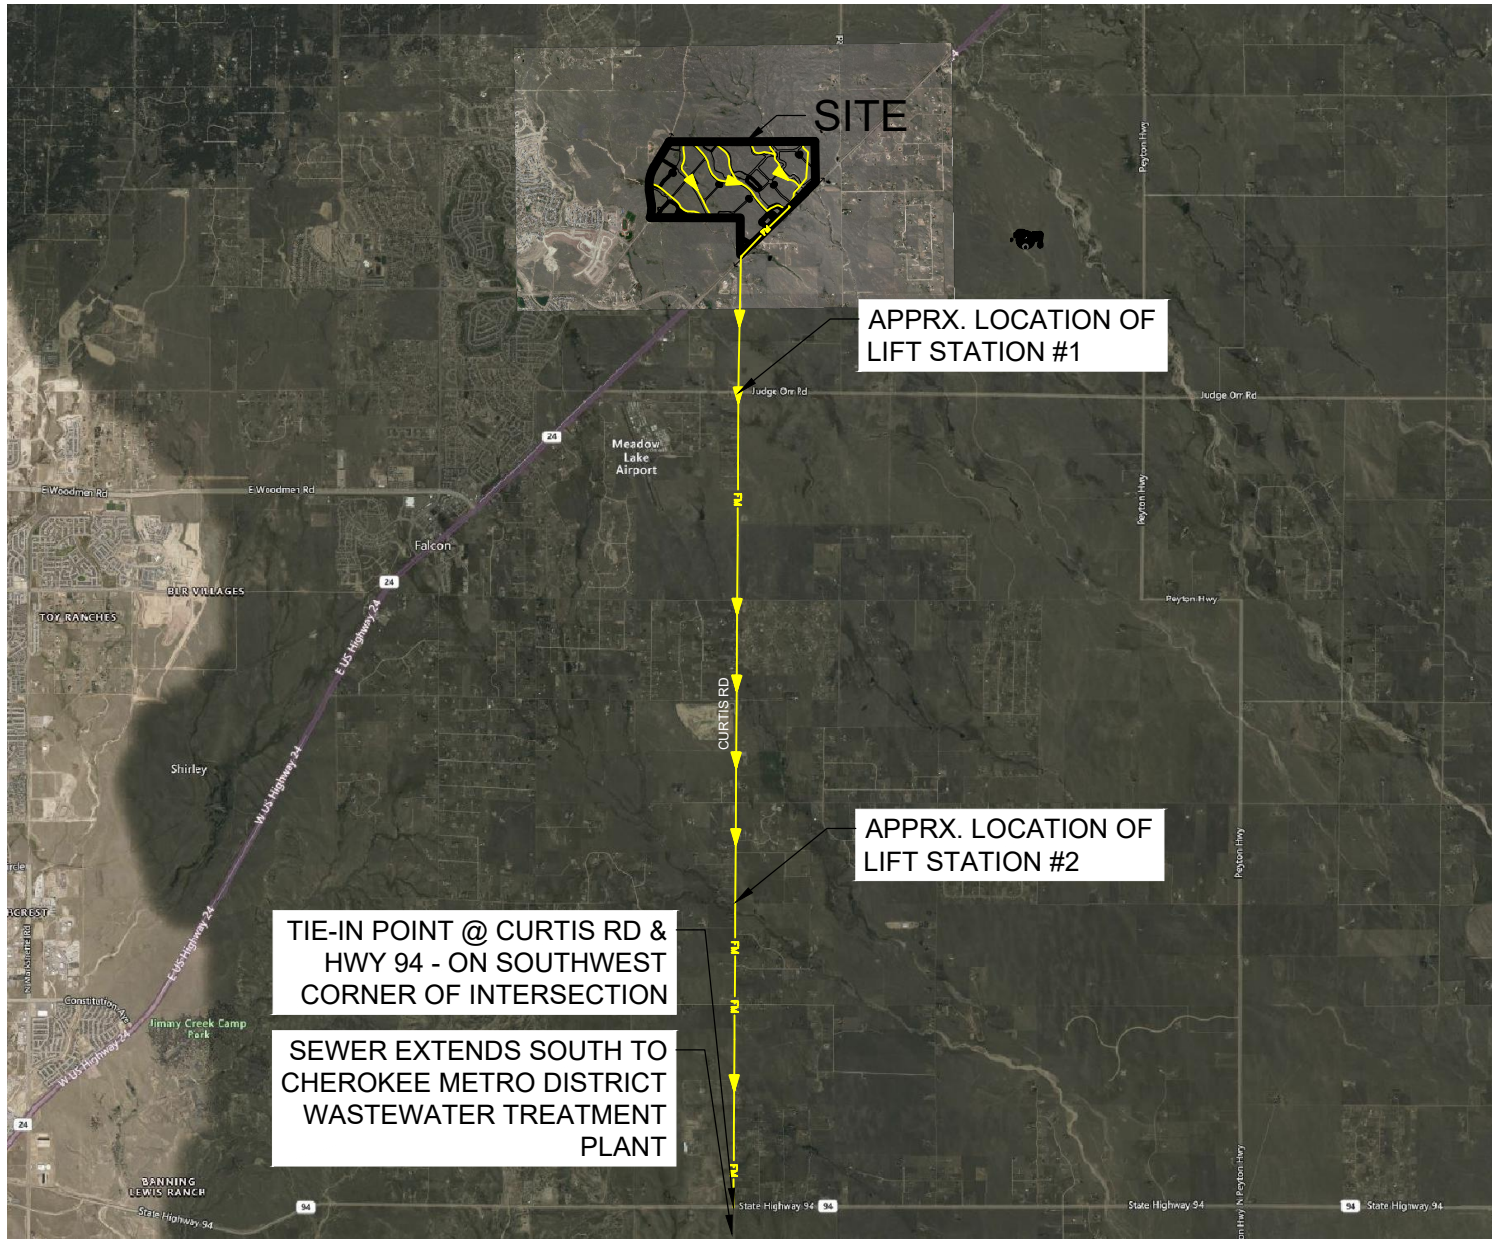 SITE
Peyton Hwy
APPRX. LOCATION OF
LIFT STATION #1
Judge Orr Rd
Judge Orr Rd
24
Meadow
Lake
Airport
E Woodmen Rd
E Woodmen Rd
FM
Peyton Hwy
Falcon
24
BLR VILLAGES
TOY RANCHES
Peyton Hwy
E US Highway 24
CURTIS RD
Shirley
W US Highway 24
APPRX. LOCATION OF
LIFT STATION #2
Peyton Hwy
TIE-IN POINT @ CURTIS RD &
HWY 94 - ON SOUTHWEST
CORNER OF INTERSECTION
FM
E US Highway 24
Constitution Ave
Jimmy Creek Camp
Park
FM
SEWER EXTENDS SOUTH TO
CHEROKEE METRO DISTRICT
WASTEWATER TREATMENT
PLANT
W US Highway 24
24
FM
BANNING
LEWIS RANCH
State Highway 94
94
State Highway 94
94
State Highway 94
94
State Highway 94
N Peyton Hwy